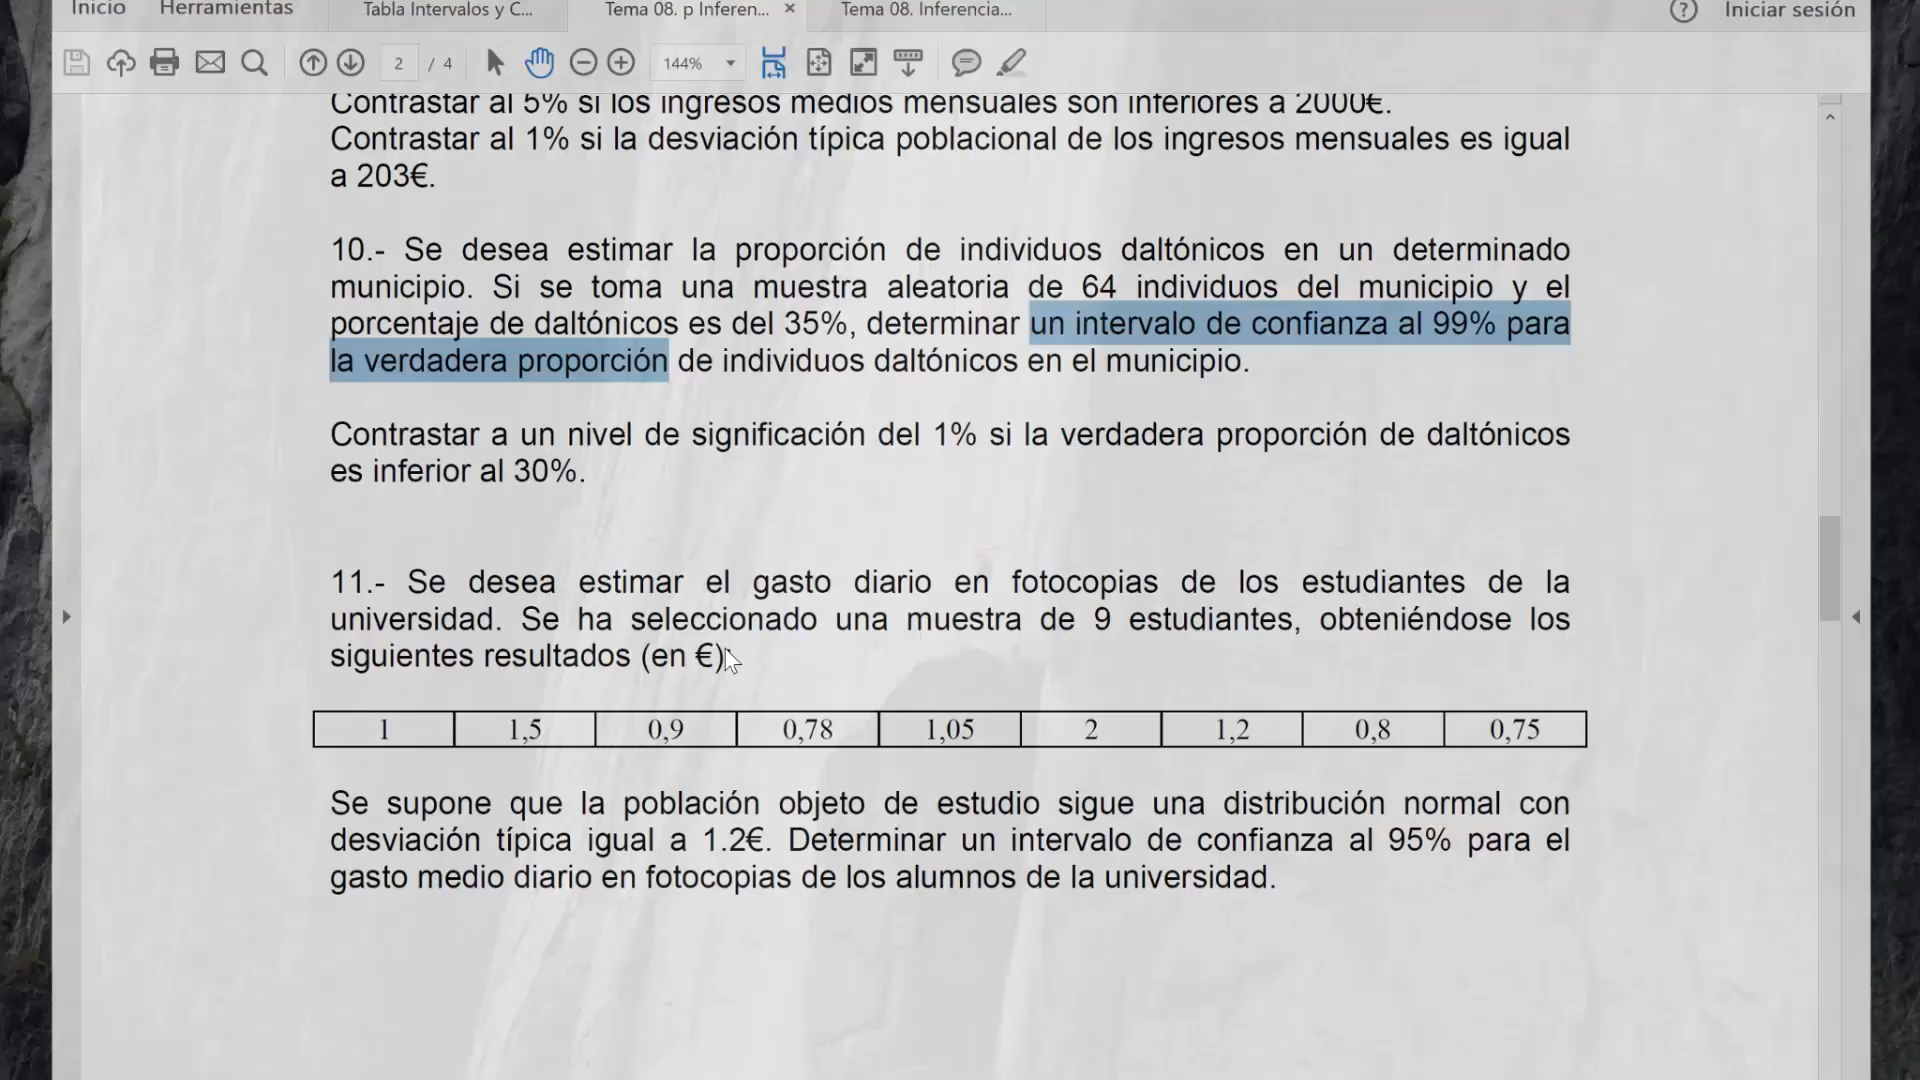 Inicio Herramientas Tabla Intervalos y C... Tema 08. p Inferen... × Tema 08. Inferencia... ? Iniciar sesión
2 / 4 144%
Contrastar al 5% si los ingresos medios mensuales son inferiores a 2000€.
Contrastar al 1% si la desviación típica poblacional de los ingresos mensuales es igual
a 203€.
10.- Se desea estimar la proporción de individuos daltónicos en un determinado
municipio. Si se toma una muestra aleatoria de 64 individuos del municipio y el
porcentaje de daltónicos es del 35%, determinar un intervalo de confianza al 99% para
la verdadera proporción de individuos daltónicos en el municipio.
Contrastar a un nivel de significación del 1% si la verdadera proporción de daltónicos
es inferior al 30%.
11.- Se desea estimar el gasto diario en fotocopias de los estudiantes de la
universidad. Se ha seleccionado una muestra de 9 estudiantes, obteniéndose los
siguientes resultados (en €)
1 1,5 0,9 0,78 1,05 2 1,2 0,8 0,75
Se supone que la población objeto de estudio sigue una distribución normal con
desviación típica igual a 1.2€. Determinar un intervalo de confianza al 95% para el
gasto medio diario en fotocopias de los alumnos de la universidad.